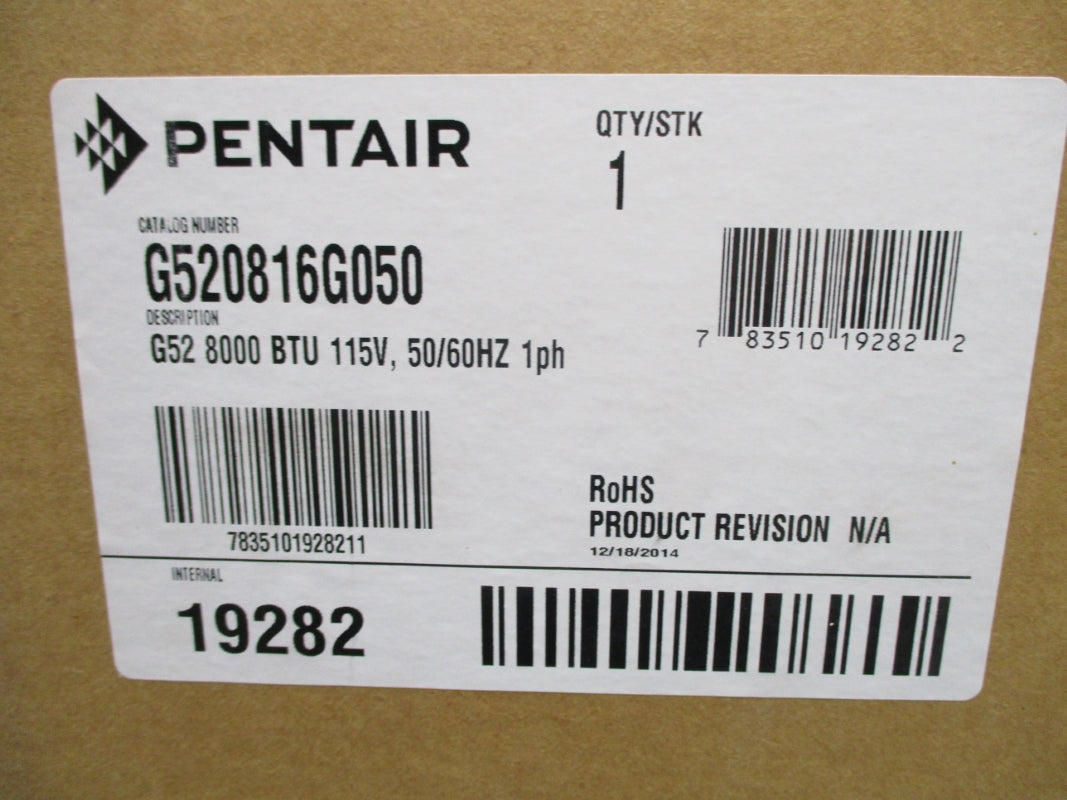 PENTAIR
QTY/STK
1
CATALOG NUMBER
G520816G050
DESCRIPTION
G52 8000 BTU 115V, 50/60HZ 1ph
7 83510 19282 2
7835101928211
RoHS
PRODUCT REVISION N/A
12/18/2014
INTERNAL
19282